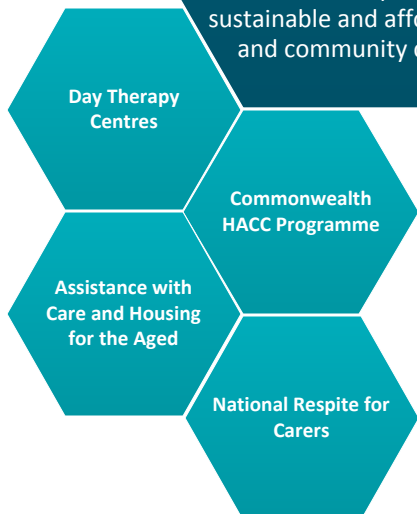 sustainable and
and community
Day Therapy
Centres
Commonwealth
HACC Programme
Assistance with
Care and Housing
for the Aged
National Respite for
Carers